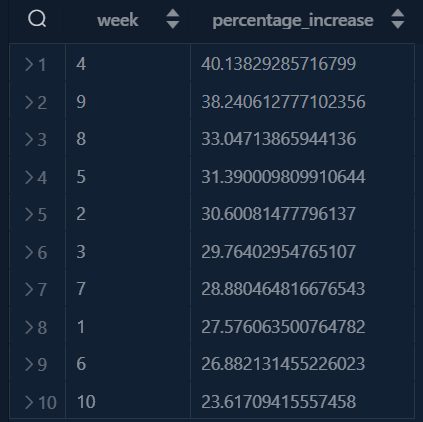 week percentage_increase
1 4 40.13829285716799
2 9 38.240612777102356
3 8 33.04713865944136
4 5 31.390009809910644
5 2 30.60081477796137
6 3 29.76402954765107
7 7 28.880464816676543
8 1 27.576063500764782
9 6 26.882131455226023
10 10 23.61709415557458